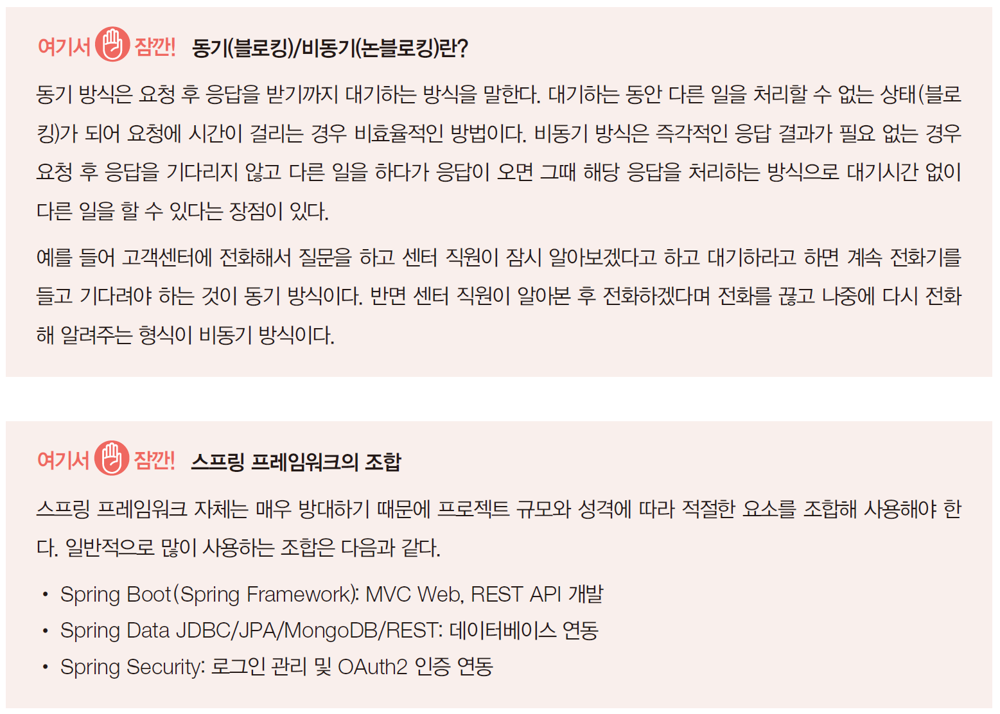 여기서 잠깐! 동기(블로킹)/비동기(논블로킹)란?
동기 방식은 요청 후 응답을 받기까지 대기하는 방식을 말한다. 대기하는 동안 다른 일을 처리할 수 없는 상태(블로
킹)가 되어 요청에 시간이 걸리는 경우 비효율적인 방법이다. 비동기 방식은 즉각적인 응답 결과가 필요 없는 경우
요청 후 응답을 기다리지 않고 다른 일을 하다가 응답이 오면 그때 해당 응답을 처리하는 방식으로 대기시간 없이
다른 일을 할 수 있다는 장점이 있다.
예를 들어 고객센터에 전화해서 질문을 하고 센터 직원이 잠시 알아보겠다고 하고 대기하라고 하면 계속 전화기를
들고 기다려야 하는 것이 동기 방식이다. 반면 센터 직원이 알아본 후 전화하겠다며 전화를 끊고 나중에 다시 전화
해 알려주는 형식이 비동기 방식이다.
여기서 잠깐! 스프링 프레임워크의 조합
스프링 프레임워크 자체는 매우 방대하기 때문에 프로젝트 규모와 성격에 따라 적절한 요소를 조합해 사용해야 한
다. 일반적으로 많이 사용하는 조합은 다음과 같다.
• Spring Boot(Spring Framework): MVC Web, REST API 개발
• Spring Data JDBC/JPA/MongoDB/REST: 데이터베이스 연동
• Spring Security: 로그인 관리 및 OAuth2 인증 연동